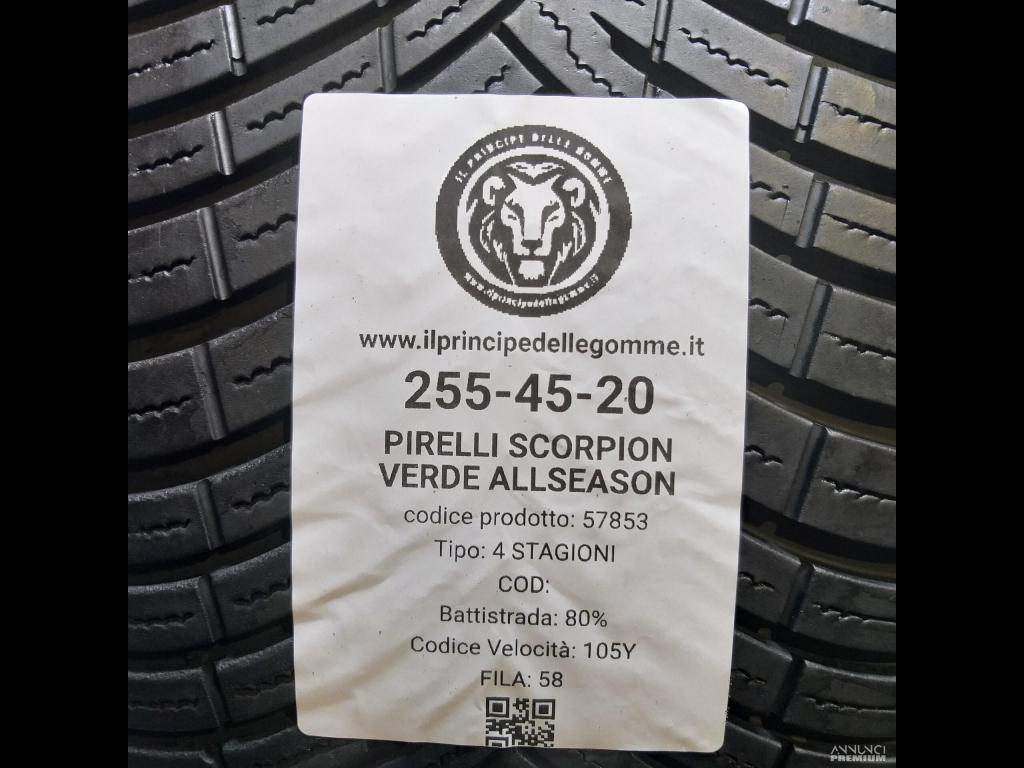 IL PRINCIPE DELLE GOMME
www.ilprincipedellegomme.it
www.ilprincipedellegomme.it
255-45-20
PIRELLI SCORPION
VERDE ALLSEASON
codice prodotto: 57853
Tipo: 4 STAGIONI
COD:
Battistrada: 80%
Codice Velocità: 105Y
FILA: 58
ANNUNCI
PREMIUM